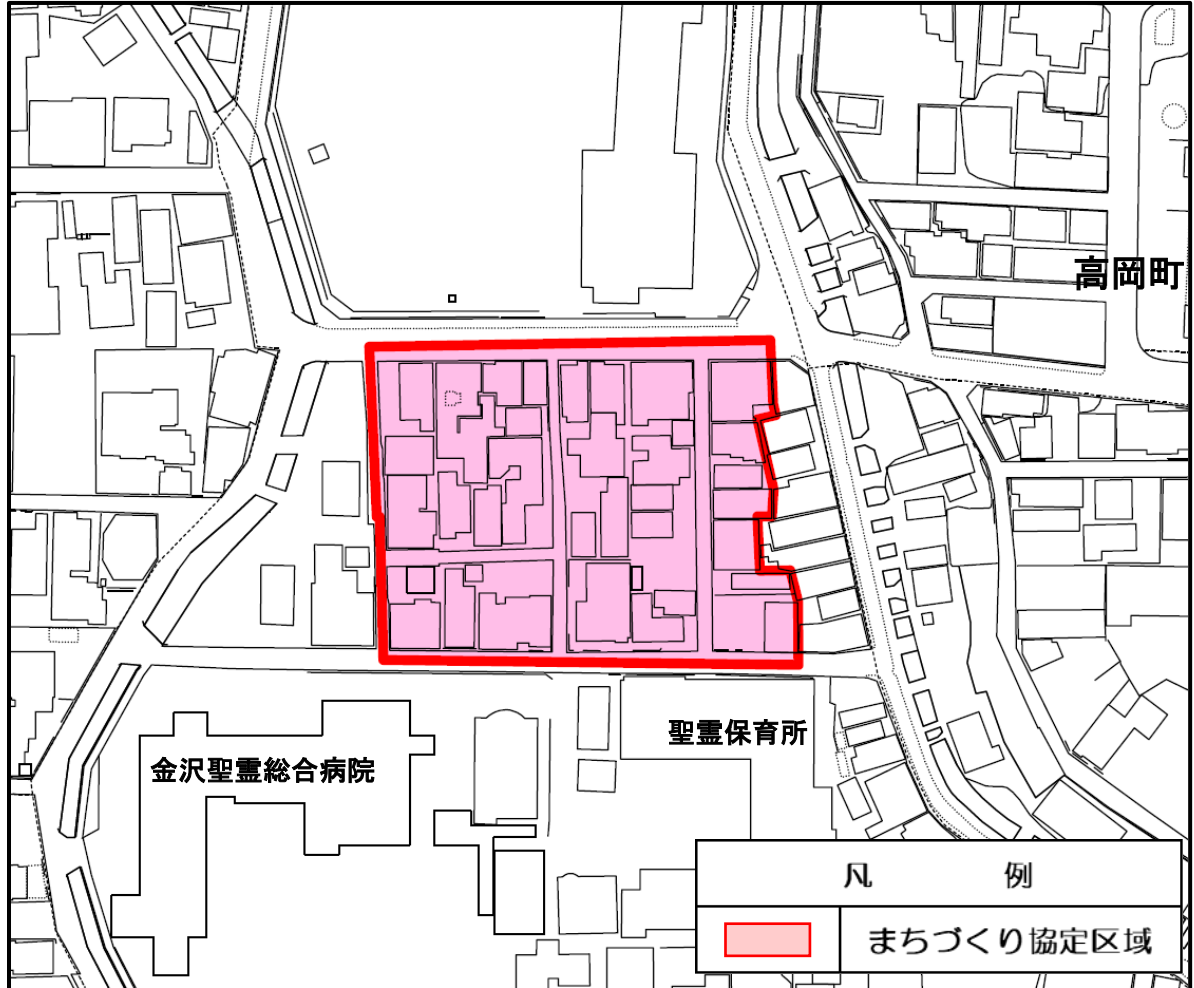 高岡町
聖霊保育所
金沢聖霊総合病院
凡 例
まちづくり協定区域